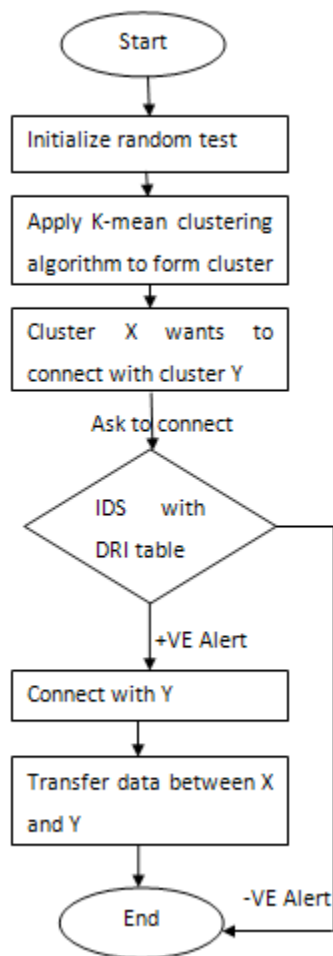 Start
Initialize random test
Apply K-mean clustering
algorithm to form cluster
Cluster X wants to
connect with cluster Y
Ask to connect
IDS with
DRI table
+VE Alert
Connect with Y
Transfer data between X
and Y
-VE Alert
End